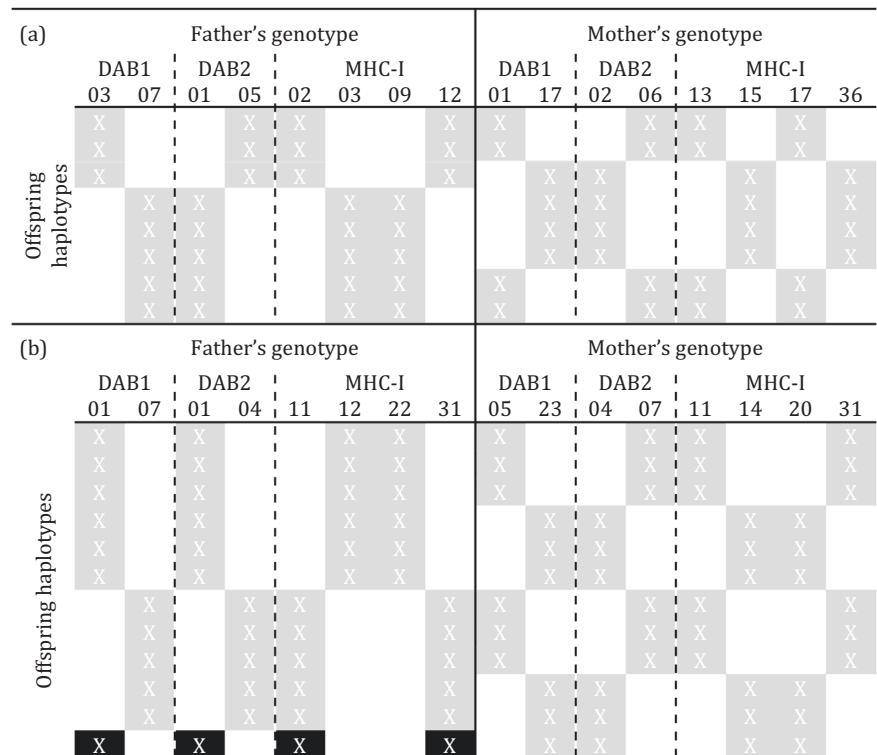 (a) Father's genotype Mother's genotype
DAB1 DAB2 MHC-I DAB1 DAB2 MHC-I
03 07 01 05 02 03 09 12 01 17 02 06 13 15 17 36
Offspring
haplotypes
X X X X X X X X
X X X X X X X X
X X X X X X X X
X X X X X X X X
X X X X X X X X
X X X X X X X X
X X X X X X X X
X X X X X X X X
(b) Father's genotype Mother's genotype
DAB1 DAB2 MHC-I DAB1 DAB2 MHC-I
01 07 01 04 11 12 22 31 05 23 04 07 11 14 20 31
Offspring haplotypes
X X X X X X X X
X X X X X X X X
X X X X X X X X
X X X X X X X X
X X X X X X X X
X X X X X X X X
X X X X X X X X
X X X X X X X X
X X X X X X X X
X X X X X X X X
X X X X X X X X
X X X X X X X X